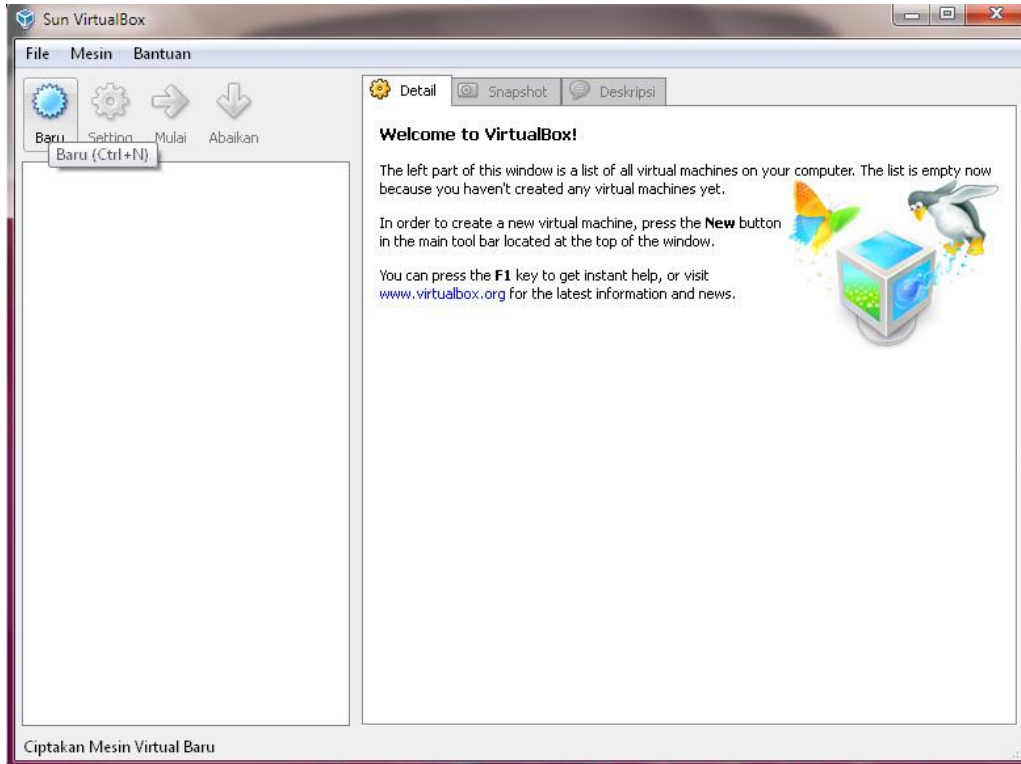 Sun VirtualBox
File Mesin Bantuan
Baru Setting Mulai Abaikan
Baru (Ctrl+N)
Detail Snapshot Deskripsi
Welcome to VirtualBox!
The left part of this window is a list of all virtual machines on your computer. The list is empty now
because you haven't created any virtual machines yet.
In order to create a new virtual machine, press the New button
in the main tool bar located at the top of the window.
You can press the F1 key to get instant help, or visit
www.virtualbox.org for the latest information and news.
Ciptakan Mesin Virtual Baru